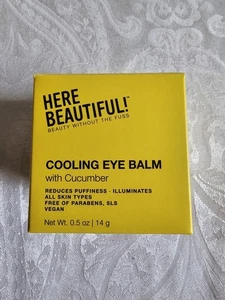 HERE
BEAUTIFUL!™
BEAUTY WITHOUT THE FUSS
COOLING EYE BALM
with Cucumber
REDUCES PUFFINESS - ILLUMINATES
ALL SKIN TYPES
FREE OF PARABENS, SLS
VEGAN
Net Wt. 0.5 oz | 14 g